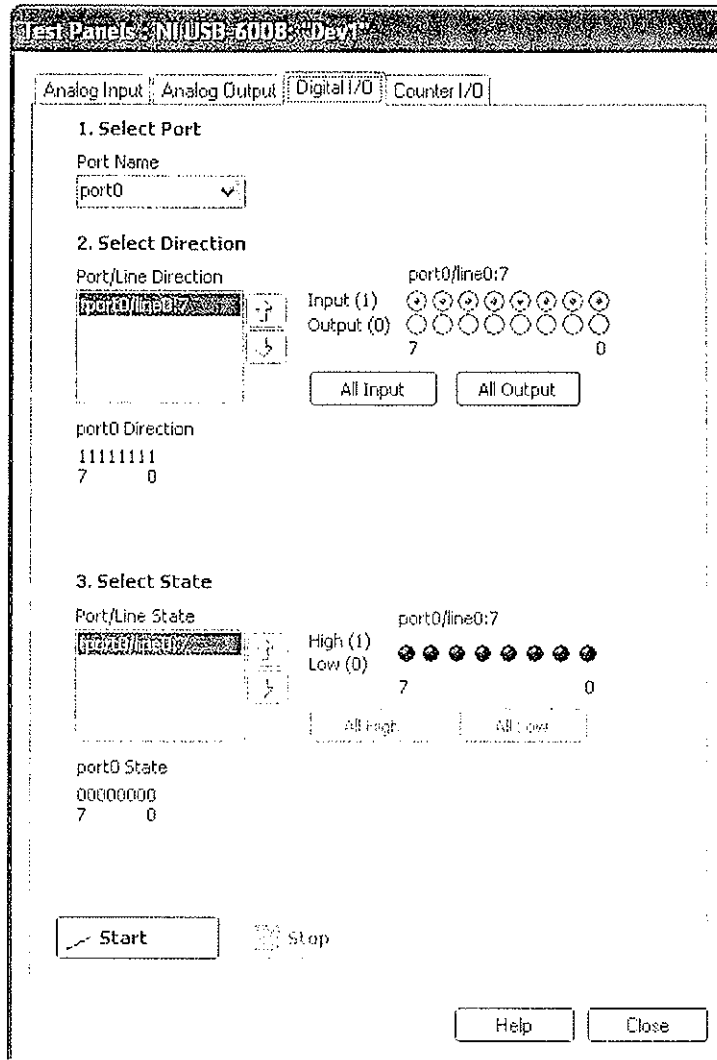 Test Panels : NI USB-6008: "Dev1"
Analog Input Analog Output Digital I/O Counter I/O
1. Select Port
Port Name
port0
2. Select Direction
Port/Line Direction
port0/line0:7
port0/line0:7
Input (1)
Output (0)
7 0
All Input All Output
port0 Direction
11111111
7 0
3. Select State
Port/Line State
port0/line0:7
port0/line0:7
High (1)
Low (0)
7 0
All High All Low
port0 State
00000000
7 0
Start Stop
Help Close